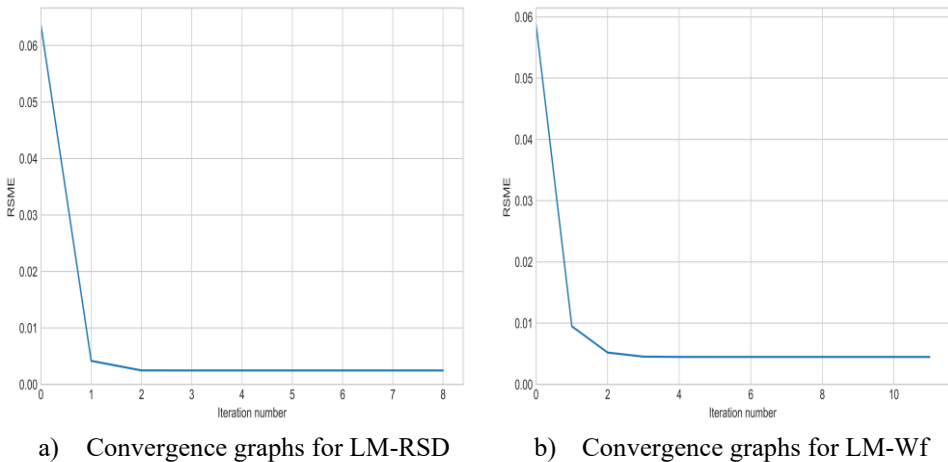 0.06
0.05
0.04
0.03
0.02
0.01
0.00
RSME
0 1 2 3 4 5 6 7 8
Iteration number
a) Convergence graphs for LM-RSD
0.06
0.05
0.04
0.03
0.02
0.01
0.00
RSME
0 2 4 6 8 10
Iteration number
b) Convergence graphs for LM-Wf